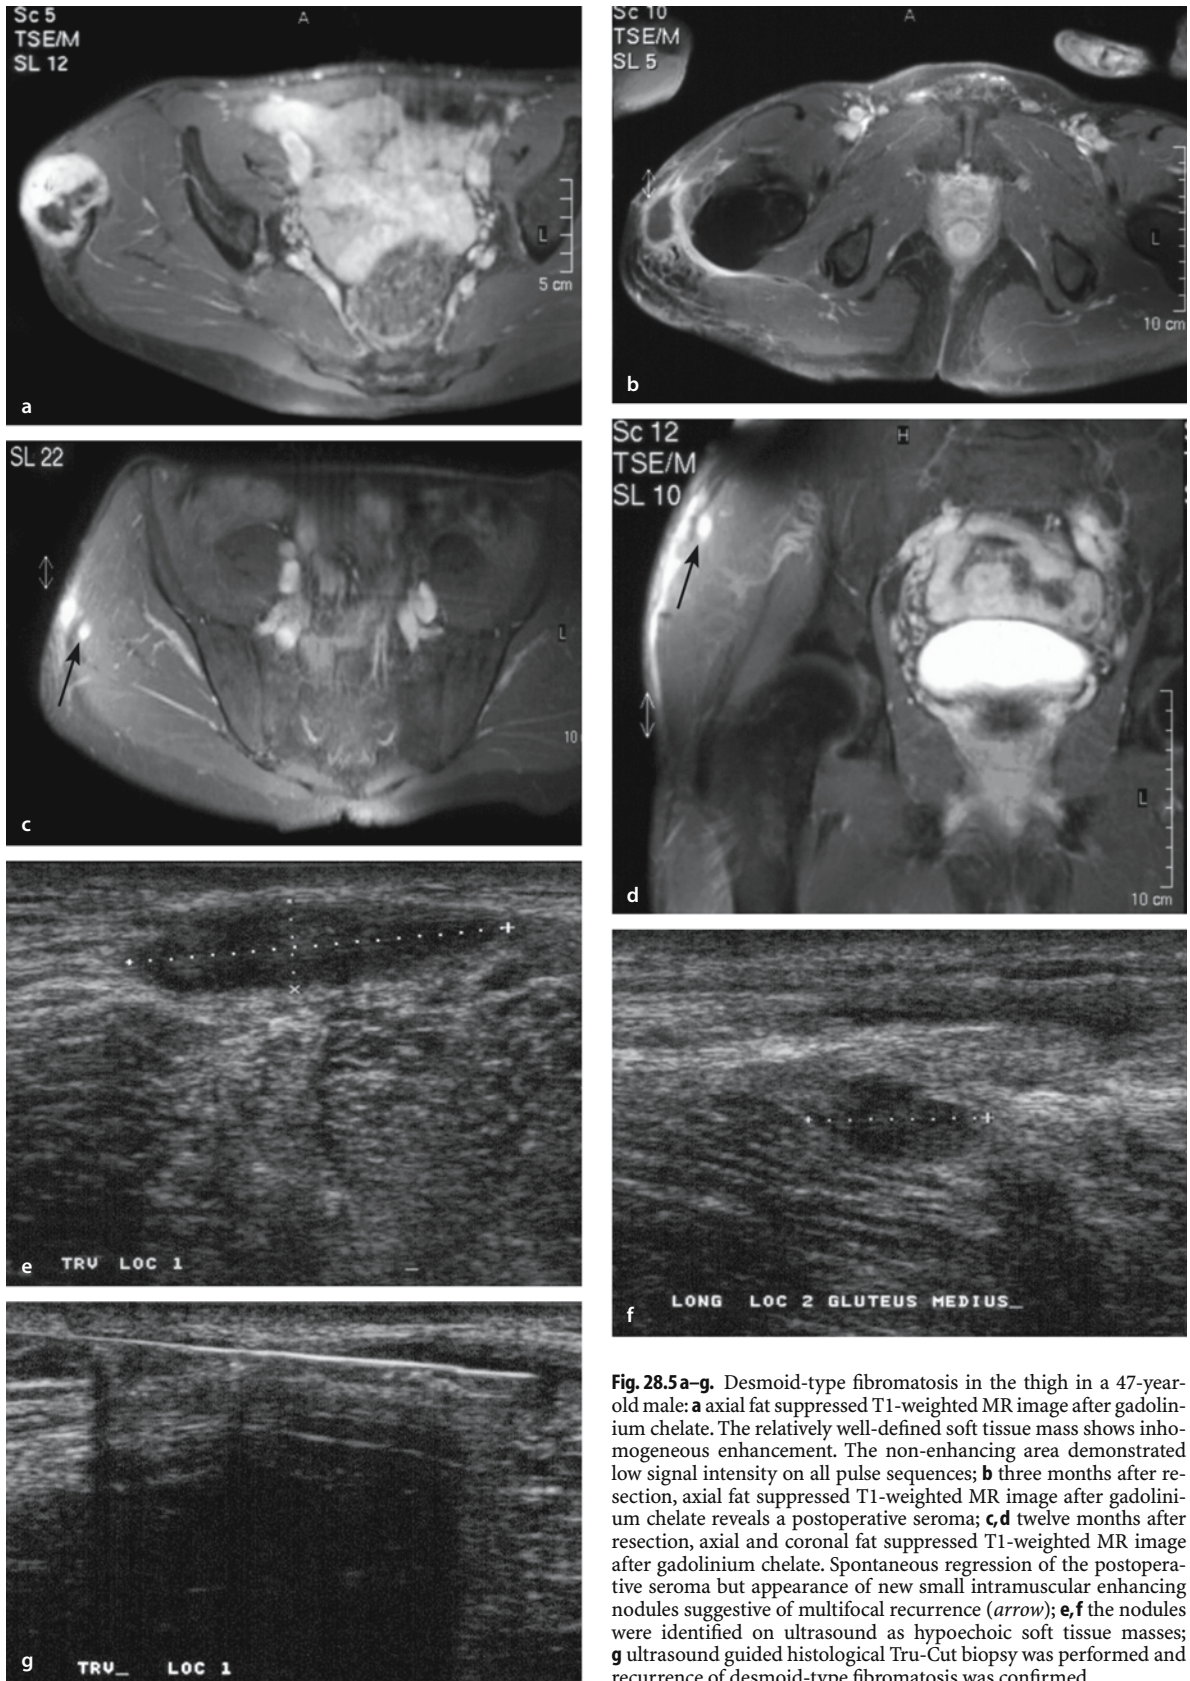 Sc 5
TSE/M
SL 12
A
L
5 cm
a
Sc 10
TSE/M
SL 5
A
L
10 cm
b
SL 22
L
10
c
Sc 12
TSE/M
SL 10
H
L
10 cm
d
e TRV LOC 1
LONG LOC 2 GLUTEUS MEDIUS_
f
g TRV_ LOC 1
Fig. 28.5 a–g. Desmoid-type fibromatosis in the thigh in a 47-year-
old male: a axial fat suppressed T1-weighted MR image after gadolin-
ium chelate. The relatively well-defined soft tissue mass shows inho-
mogeneous enhancement. The non-enhancing area demonstrated
low signal intensity on all pulse sequences; b three months after re-
section, axial fat suppressed T1-weighted MR image after gadolini-
um chelate reveals a postoperative seroma; c, d twelve months after
resection, axial and coronal fat suppressed T1-weighted MR image
after gadolinium chelate. Spontaneous regression of the postopera-
tive seroma but appearance of new small intramuscular enhancing
nodules suggestive of multifocal recurrence (arrow); e, f the nodules
were identified on ultrasound as hypoechoic soft tissue masses;
g ultrasound guided histological Tru-Cut biopsy was performed and
recurrence of desmoid-type fibromatosis was confirmed